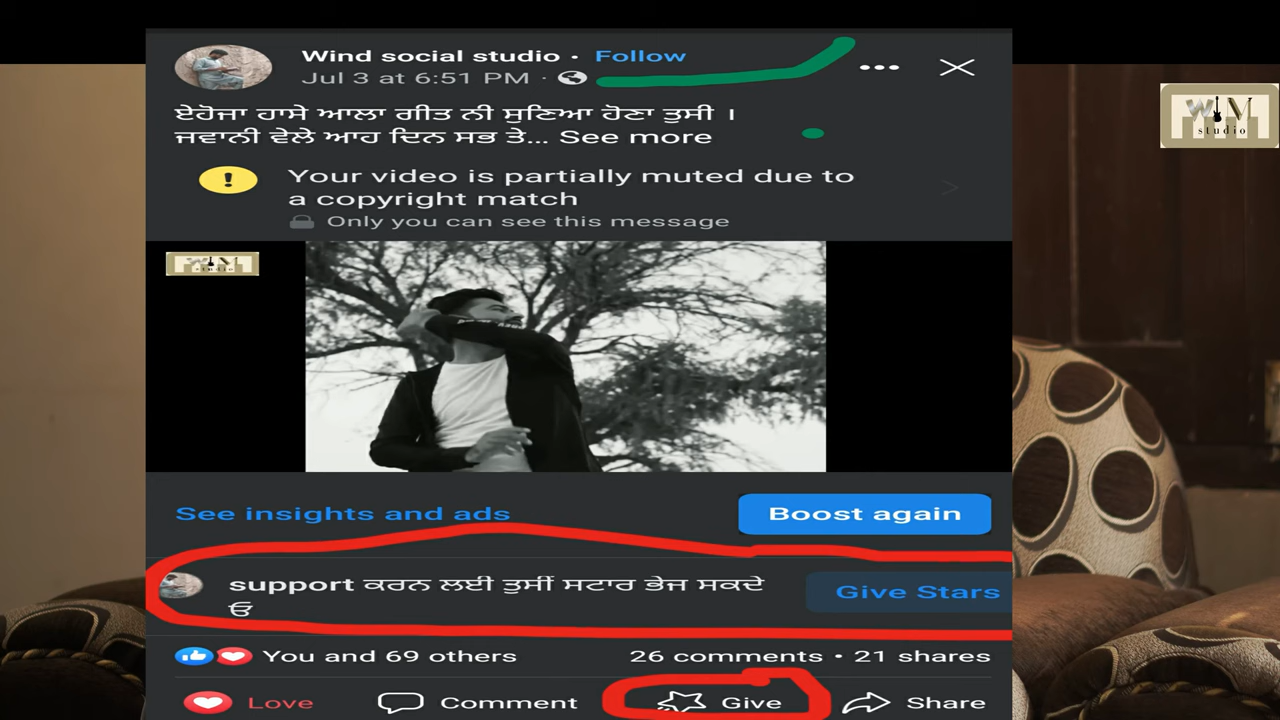 Wind social studio · Follow
Jul 3 at 6:51 PM ·
ਏਹੋਜਾ ਹਾਸੇ ਆਲਾ ਗੀਤ ਨੀ ਸੁਣਿਆ ਹੋਣਾ ਤੁਸੀ ।
ਜਵਾਨੀ ਵੇਲੇ ਆਹ ਦਿਨ ਸਭ ਤੇ... See more
WM
studio
Your video is partially muted due to
a copyright match
Only you can see this message
WM
studio
See insights and ads
Boost again
support ਕਰਨ ਲਈ ਤੁਸੀਂ ਸਟਾਰ ਭੇਜ ਸਕਦੇ
ਓ
Give Stars
You and 69 others
26 comments • 21 shares
Love
Comment
Give
Share